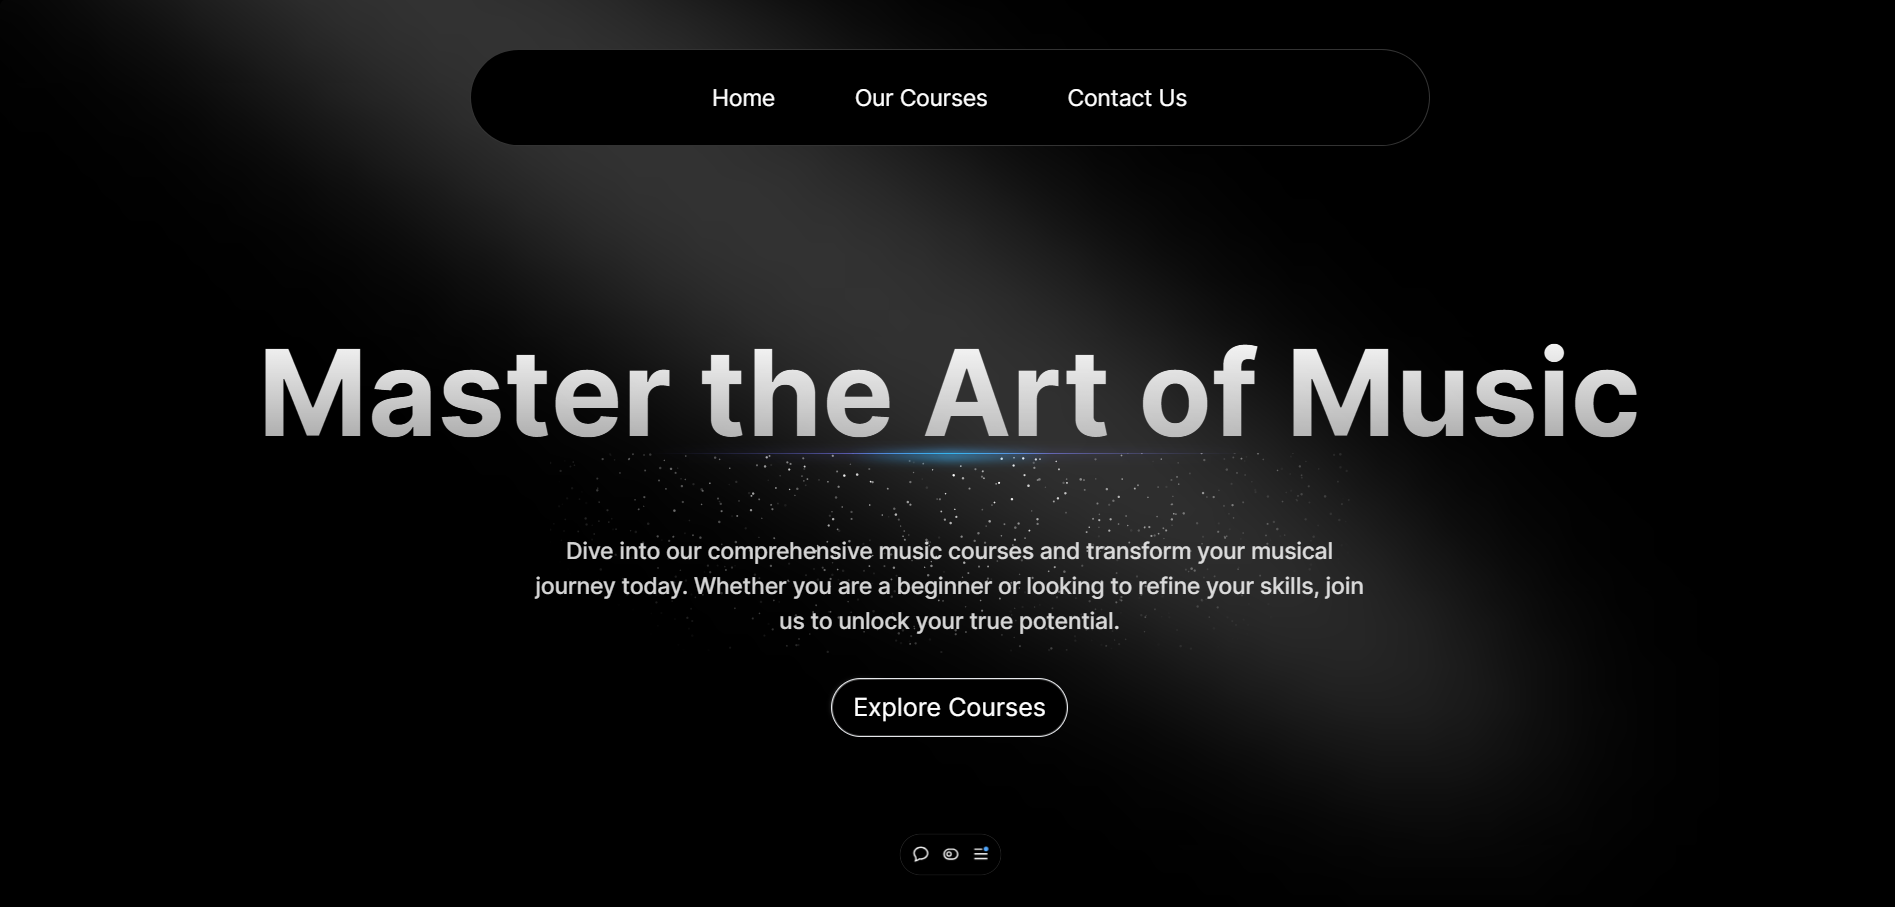 Home
Our Courses
Contact Us
Master the Art of Music
Dive into our comprehensive music courses and transform your musical
journey today. Whether you are a beginner or looking to refine your skills, join
us to unlock your true potential.
Explore Courses